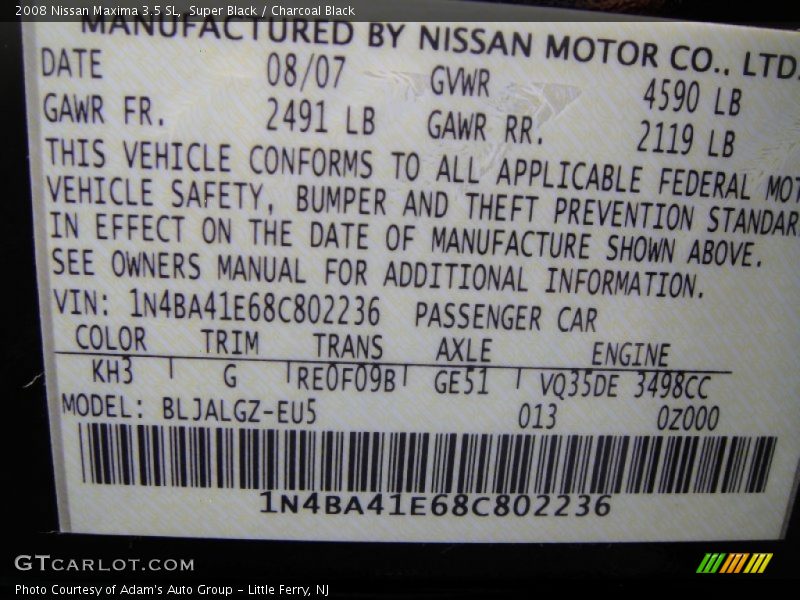 2008 Nissan Maxima 3.5 SL, Super Black / Charcoal Black
MANUFACTURED BY NISSAN MOTOR CO., LTD.
DATE 08/07 GVWR 4590 LB
GAWR FR. 2491 LB GAWR RR. 2119 LB
THIS VEHICLE CONFORMS TO ALL APPLICABLE FEDERAL MOT
VEHICLE SAFETY, BUMPER AND THEFT PREVENTION STANDAR
IN EFFECT ON THE DATE OF MANUFACTURE SHOWN ABOVE.
SEE OWNERS MANUAL FOR ADDITIONAL INFORMATION.
VIN: 1N4BA41E68C802236 PASSENGER CAR
COLOR TRIM TRANS AXLE ENGINE
KH3 G RE0F09B GE51 VQ35DE 3498CC
MODEL: BLJALGZ-EU5 013 0Z000
1N4BA41E68C802236
GTCARLOT.COM
Photo Courtesy of Adam's Auto Group - Little Ferry, NJ